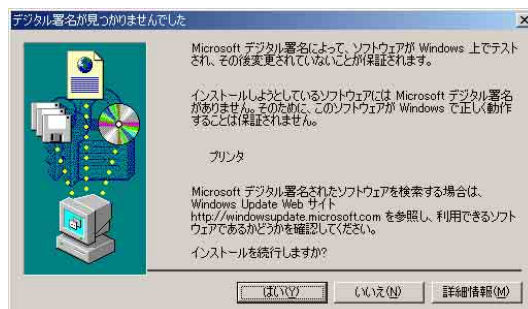 デジタル署名が見つかりませんでした
Microsoft デジタル署名によって、ソフトウェアが Windows 上でテスト
され、その後変更されていないことが保証されます。
インストールしようとしているソフトウェアには Microsoft デジタル署名
がありません。そのために、このソフトウェアが Windows で正しく動作
することは保証されません。
プリンタ
Microsoft デジタル署名されたソフトウェアを検索する場合は、
Windows Update Web サイト
http://windowsupdate.microsoft.com を参照し、利用できるソフト
ウェアであるかどうかを確認してください。
インストールを続行しますか?
はい(Y) いいえ(N) 詳細情報(M)